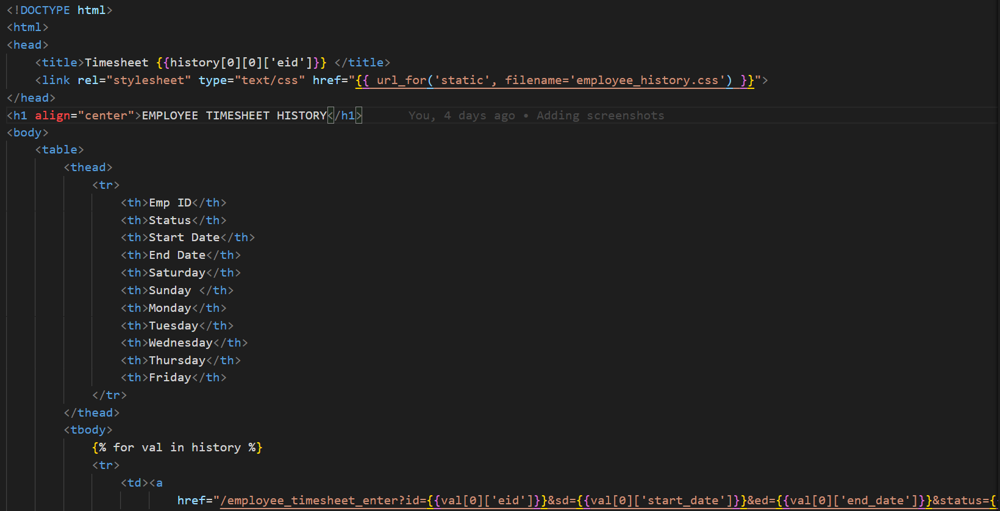 <!DOCTYPE html>
<html>
<head>
    <title>Timesheet {{history[0][0]['eid']}} </title>
    <link rel="stylesheet" type="text/css" href="{{ url_for('static', filename='employee_history.css') }}">
</head>
<h1 align="center">EMPLOYEE TIMESHEET HISTORY</h1>      You, 4 days ago • Adding screenshots
<body>
    <table>
        <thead>
            <tr>
                <th>Emp ID</th>
                <th>Status</th>
                <th>Start Date</th>
                <th>End Date</th>
                <th>Saturday</th>
                <th>Sunday </th>
                <th>Monday</th>
                <th>Tuesday</th>
                <th>Wednesday</th>
                <th>Thursday</th>
                <th>Friday</th>
            </tr>
        </thead>
        <tbody>
            {% for val in history %}
            <tr>
                <td><a
                        href="/employee_timesheet_enter?id={{val[0]['eid']}}&sd={{val[0]['start_date']}}&ed={{val[0]['end_date']}}&status={